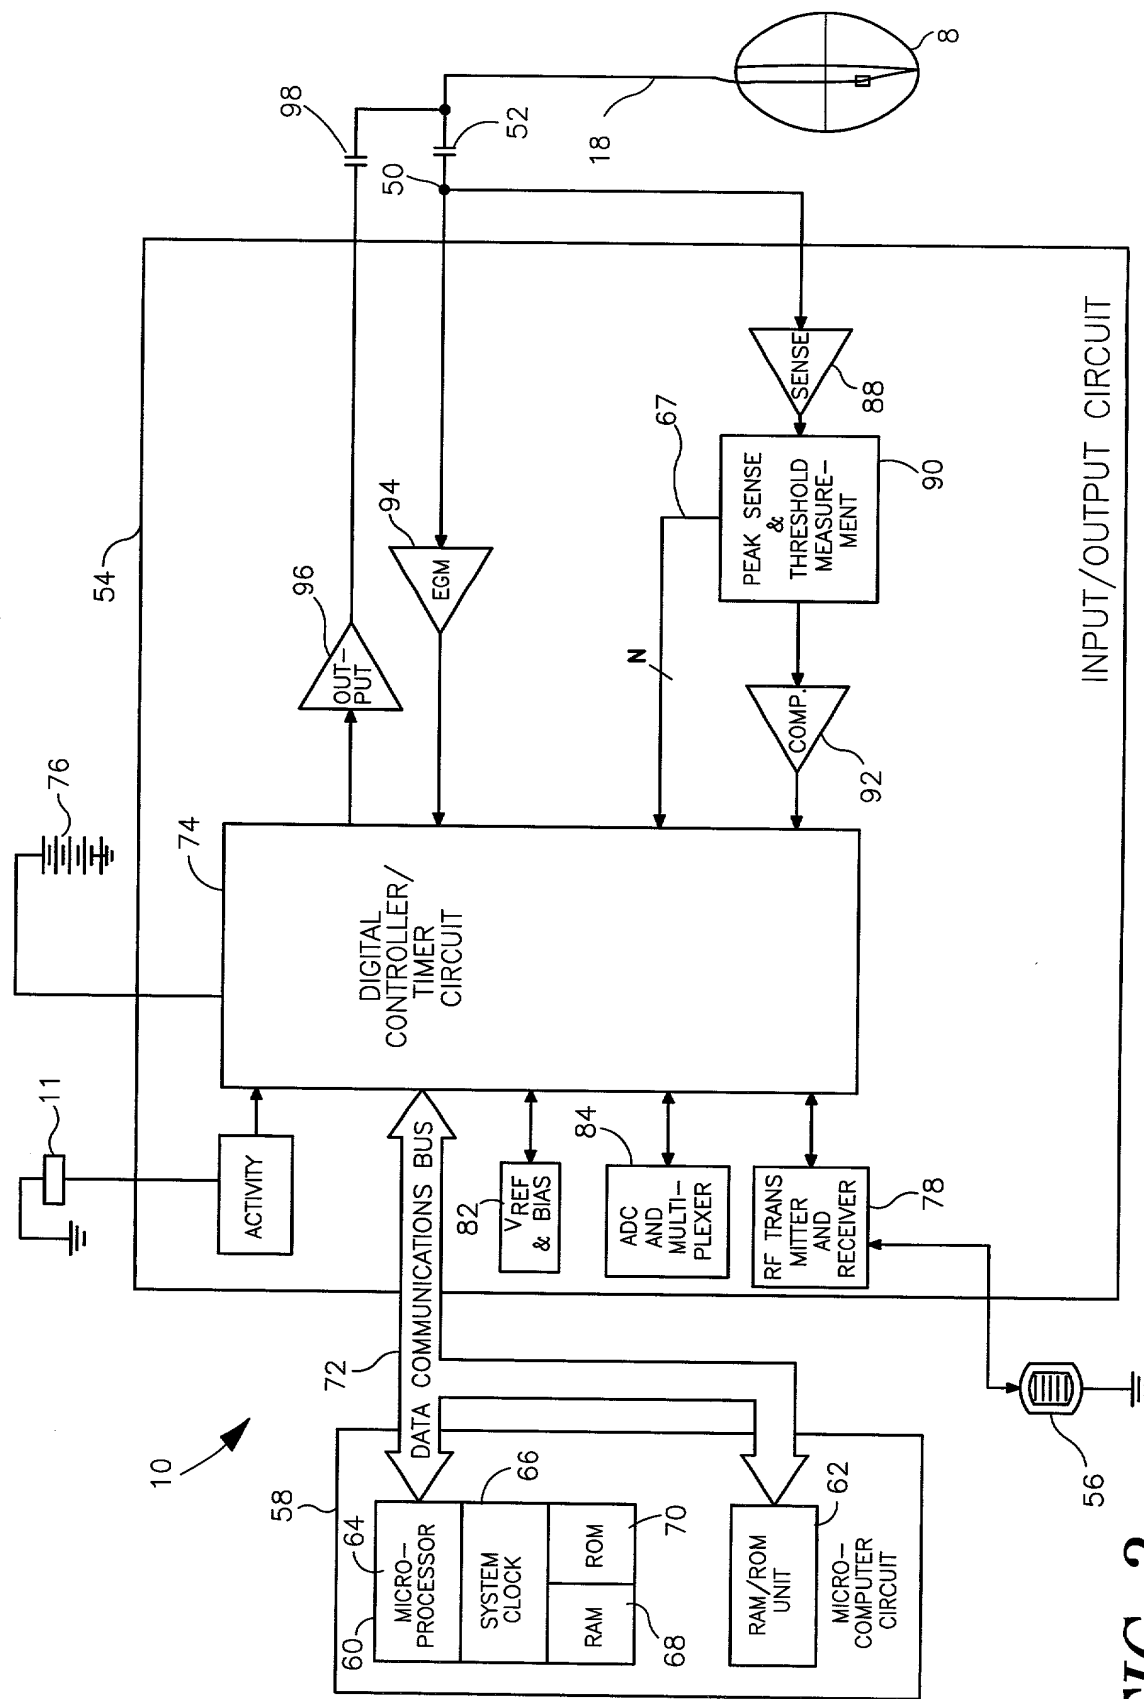 10
58
60
64
MICRO-
PROCESSOR
66
SYSTEM
CLOCK
RAM
ROM
68
70
RAM/ROM
UNIT
62
MICRO-
COMPUTER
CIRCUIT
72
DATA COMMUNICATIONS BUS
56
11
ACTIVITY
82
VREF
& BIAS
84
ADC
AND
MULTI-
PLEXER
RF TRANS
MITTER
AND
RECEIVER
78
76
74
DIGITAL
CONTROLLER/
TIMER
CIRCUIT
54
96
OUT-
PUT
94
EGM
N
67
COMP.
92
PEAK SENSE
&
THRESHOLD
MEASURE-
MENT
90
SENSE
88
INPUT/OUTPUT CIRCUIT
98
50
52
18
8